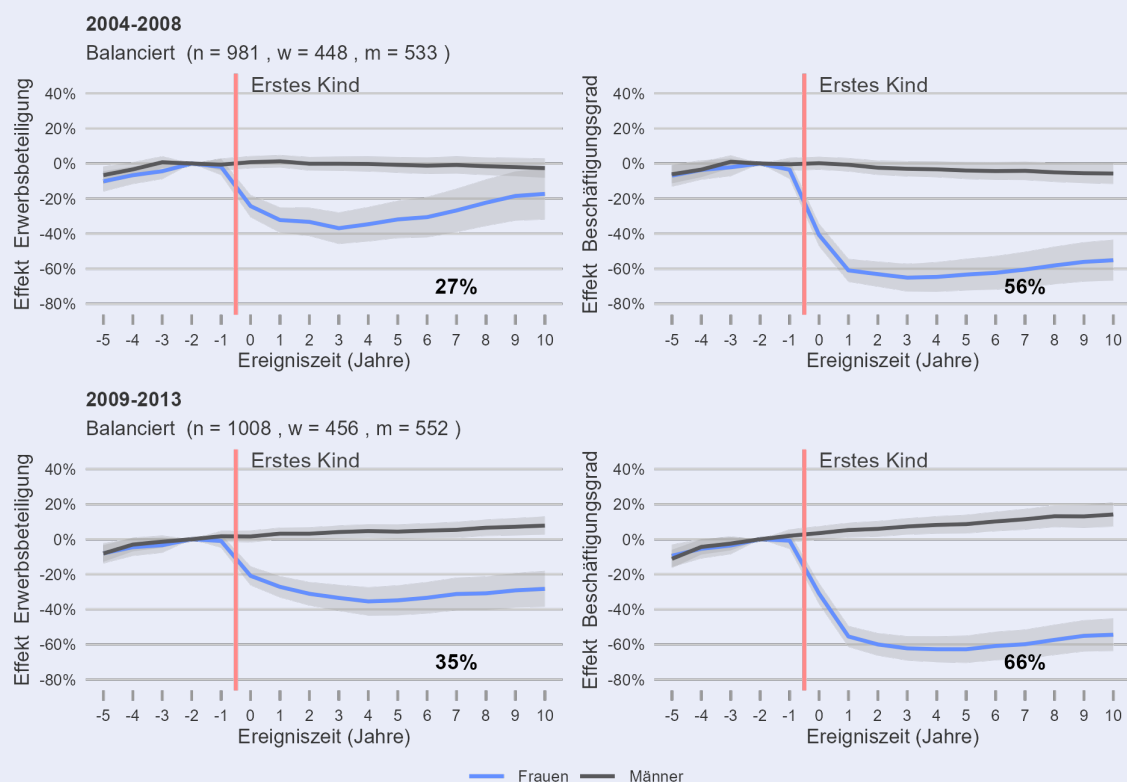 2004-2008
Balanciert (n = 981 , w = 448 , m = 533 )
Effekt Erwerbsbeteiligung
Erstes Kind
40%
20%
0%
-20%
-40%
-60%
-80%
27%
-5 -4 -3 -2 -1 0 1 2 3 4 5 6 7 8 9 10
Ereigniszeit (Jahre)
Effekt Beschäftigungsgrad
Erstes Kind
40%
20%
0%
-20%
-40%
-60%
-80%
56%
-5 -4 -3 -2 -1 0 1 2 3 4 5 6 7 8 9 10
Ereigniszeit (Jahre)
2009-2013
Balanciert (n = 1008 , w = 456 , m = 552 )
Effekt Erwerbsbeteiligung
Erstes Kind
40%
20%
0%
-20%
-40%
-60%
-80%
35%
-5 -4 -3 -2 -1 0 1 2 3 4 5 6 7 8 9 10
Ereigniszeit (Jahre)
Effekt Beschäftigungsgrad
Erstes Kind
40%
20%
0%
-20%
-40%
-60%
-80%
66%
-5 -4 -3 -2 -1 0 1 2 3 4 5 6 7 8 9 10
Ereigniszeit (Jahre)
Frauen Männer